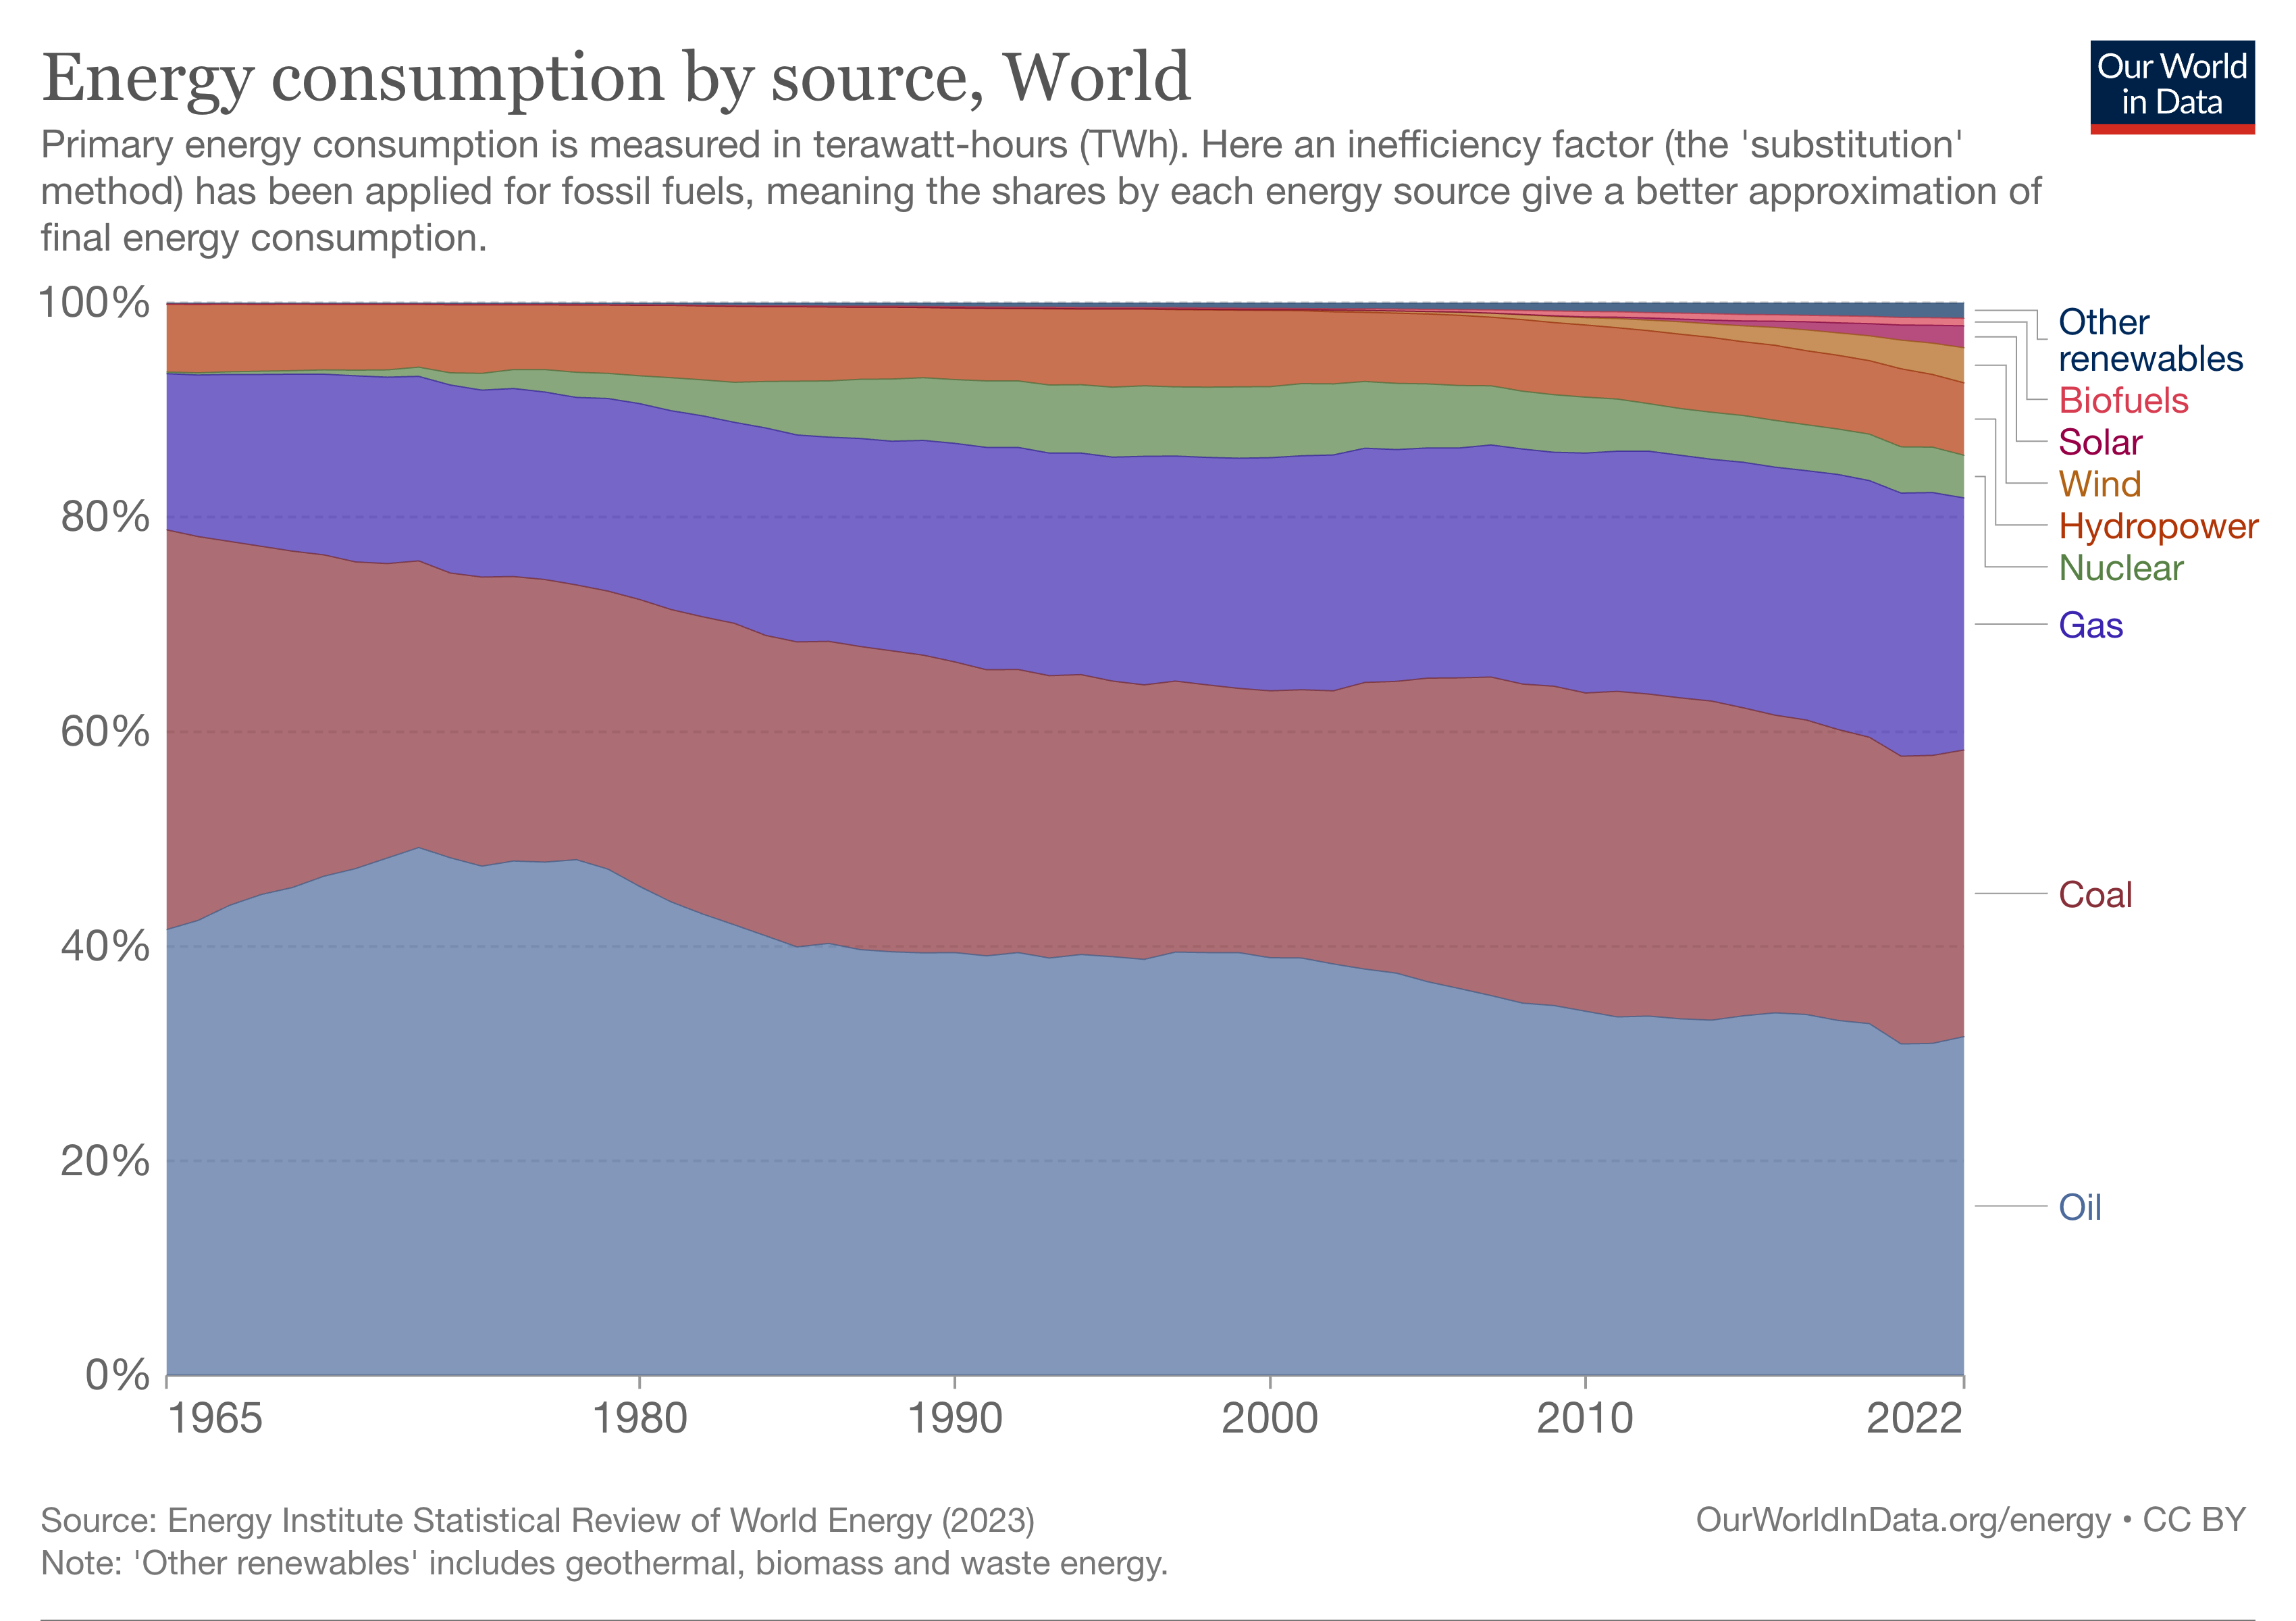 Energy consumption by source, World
Our World
in Data
Primary energy consumption is measured in terawatt-hours (TWh). Here an inefficiency factor (the 'substitution'
method) has been applied for fossil fuels, meaning the shares by each energy source give a better approximation of
final energy consumption.
100%
80%
60%
40%
20%
0%
Other
renewables
Biofuels
Solar
Wind
Hydropower
Nuclear
Gas
Coal
Oil
1965
1980
1990
2000
2010
2022
Source: Energy Institute Statistical Review of World Energy (2023)
OurWorldInData.org/energy • CC BY
Note: 'Other renewables' includes geothermal, biomass and waste energy.